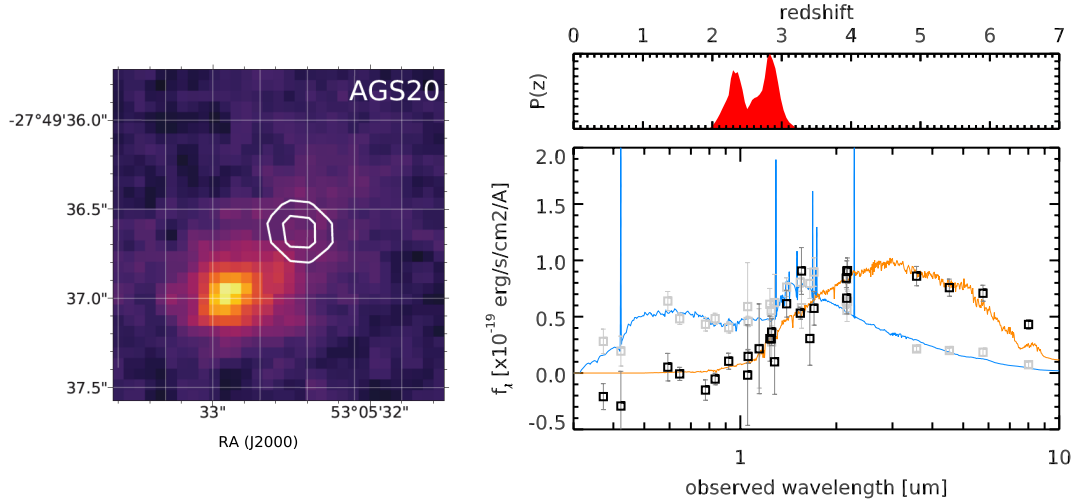 AGS20
-27°49'36.0"
36.5"
37.0"
37.5"
33"
53°05'32"
RA (J2000)
redshift
0 1 2 3 4 5 6 7
P(z)
2.0
1.5
1.0
0.5
0.0
-0.5
f_λ [x10^-19 erg/s/cm2/A]
1 10
observed wavelength [um]